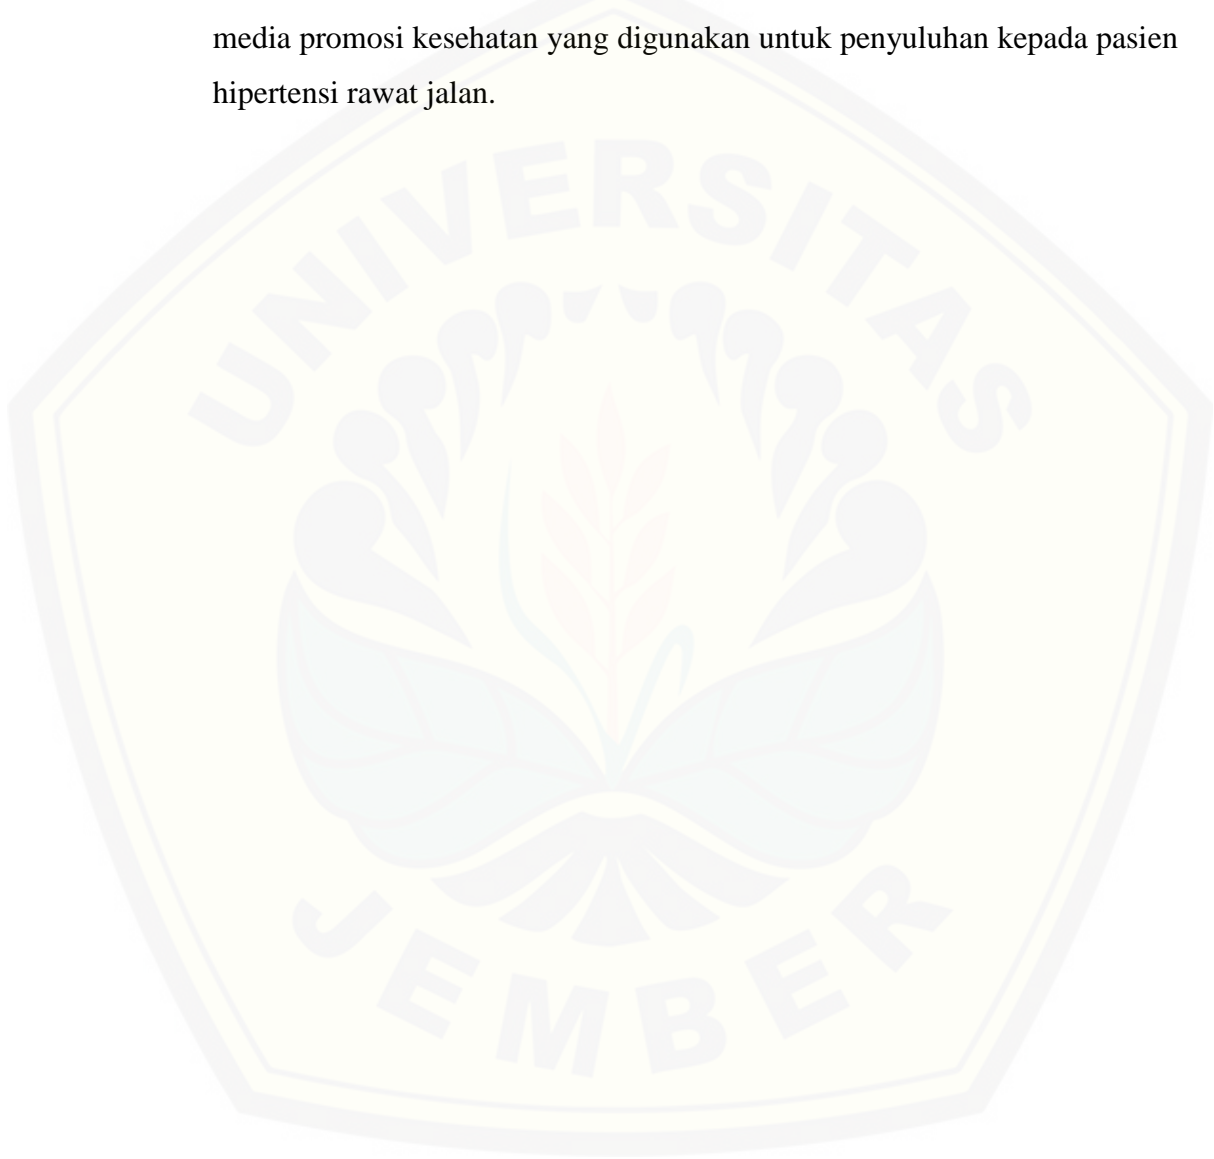 media promosi kesehatan yang digunakan untuk penyuluhan kepada pasien
hipertensi rawat jalan.
UNIVERSITAS
JEMBER